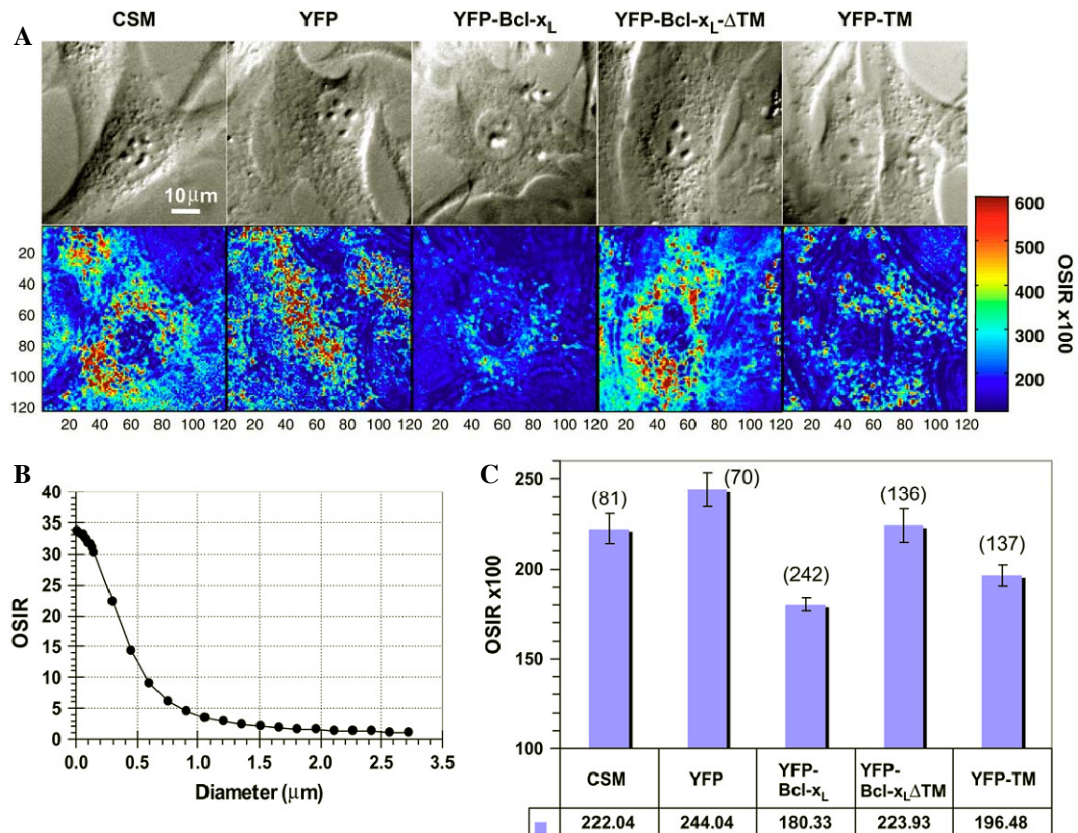 A
CSM YFP YFP-Bcl-xL YFP-Bcl-xL-ΔTM YFP-TM
10μm
20
40
60
80
100
120
20 40 60 80 100 120 20 40 60 80 100 120 20 40 60 80 100 120 20 40 60 80 100 120 20 40 60 80 100 120
600
500
400
300
200
OSIR x100
B
40
35
30
25
20
15
10
5
0
OSIR
0.0 0.5 1.0 1.5 2.0 2.5 3.0 3.5
Diameter (μm)
C
250
200
150
100
OSIR x100
(81) (70) (242) (136) (137)
CSM YFP YFP-Bcl-xL YFP-Bcl-xLΔTM YFP-TM
222.04 244.04 180.33 223.93 196.48